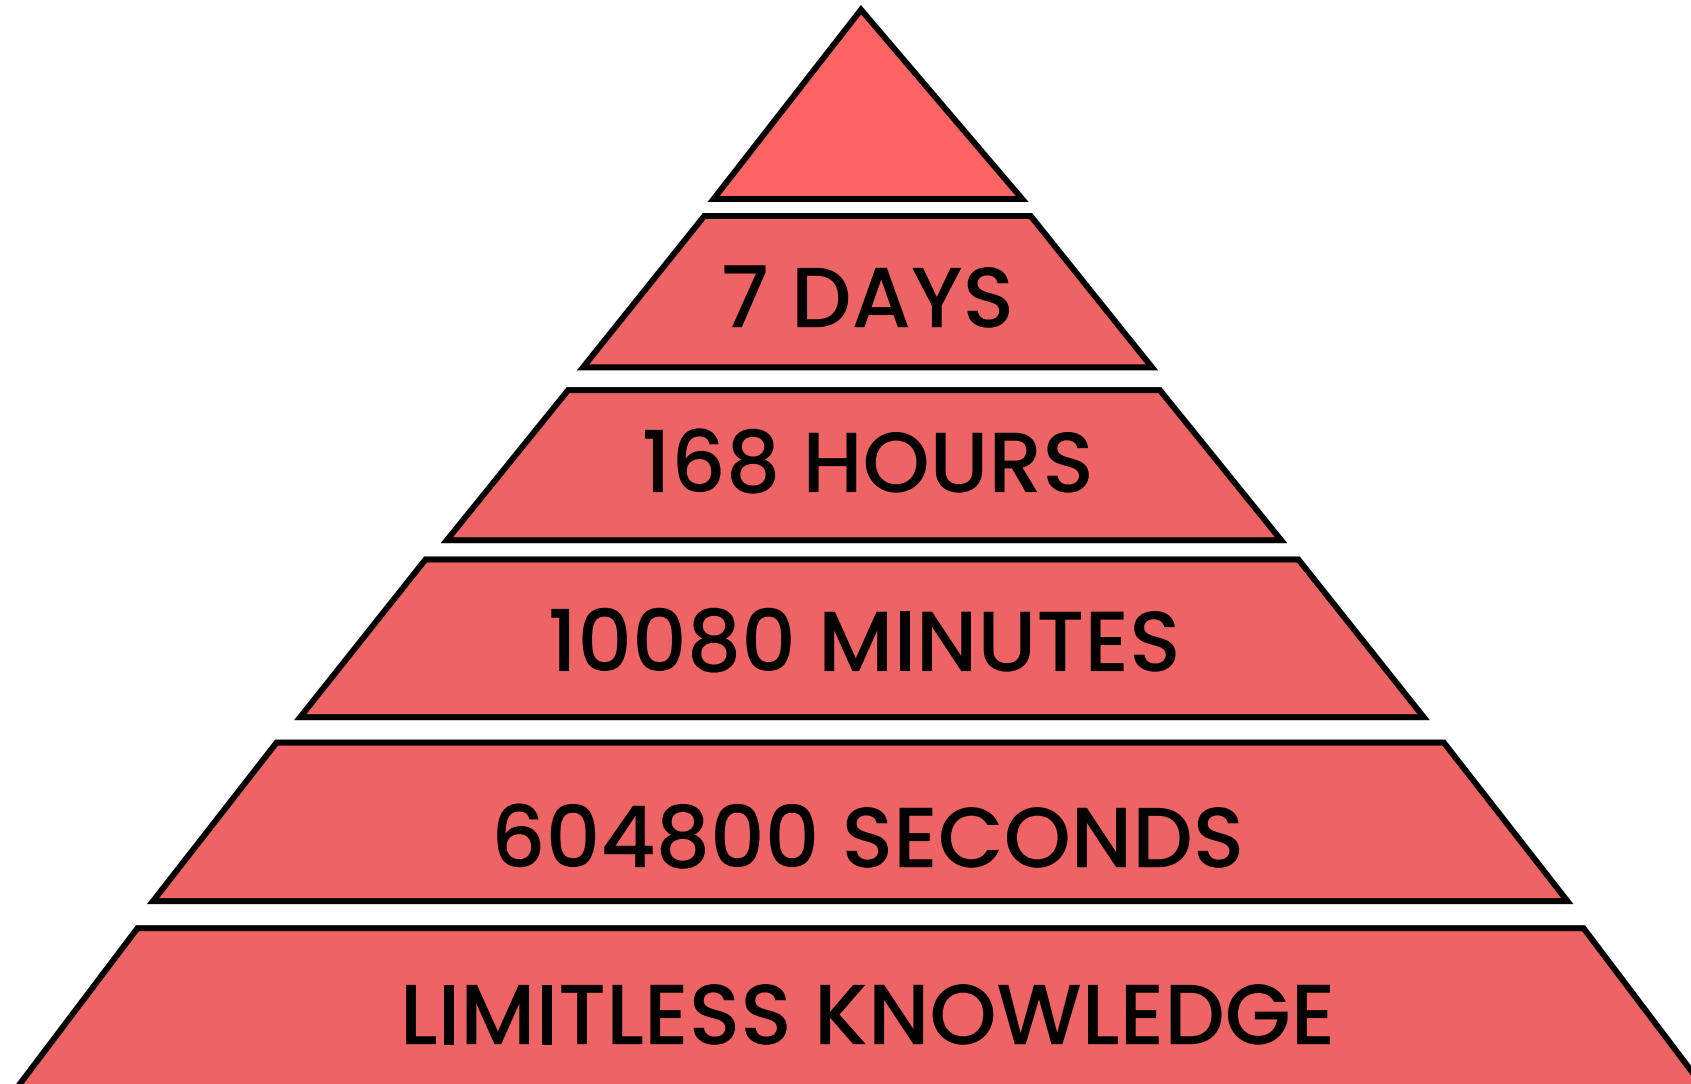 7 DAYS
168 HOURS
10080 MINUTES
604800 SECONDS
LIMITLESS KNOWLEDGE